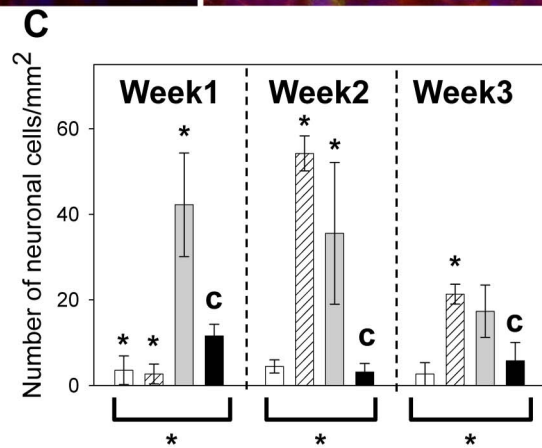 C
Number of neuronal cells/mm2
Week1 Week2 Week3
60
40
20
0
* * * c
* * c
* c
* * *